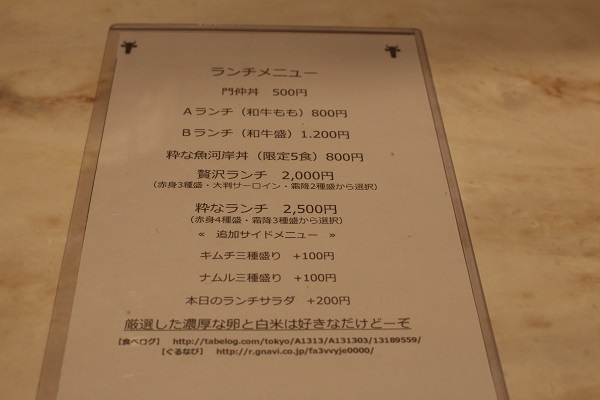 ランチメニュー
門仲丼 500円
Aランチ（和牛もも）800円
Bランチ（和牛盛）1.200円
粋な魚河岸丼（限定5食）800円
贅沢ランチ 2,000円
（赤身3種盛・大判サーロイン・霜降2種盛から選択）
粋なランチ 2,500円
（赤身4種盛・霜降3種盛から選択）
« 追加サイドメニュー »
キムチ三種盛り +100円
ナムル三種盛り +100円
本日のランチサラダ +200円
厳選した濃厚な卵と白米は好きなだけどーぞ
【食べログ】 http://tabelog.com/tokyo/A1313/A131303/13189559/
【ぐるなび】 http://r.gnavi.co.jp/fa3vvyje0000/